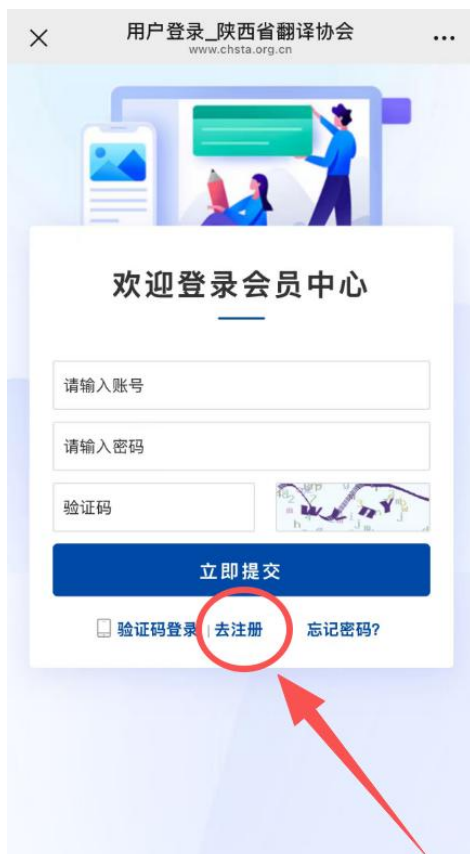 用户登录_陕西省翻译协会
www.chsta.org.cn
欢迎登录会员中心
请输入账号
请输入密码
验证码
立即提交
验证码登录 | 去注册 忘记密码?